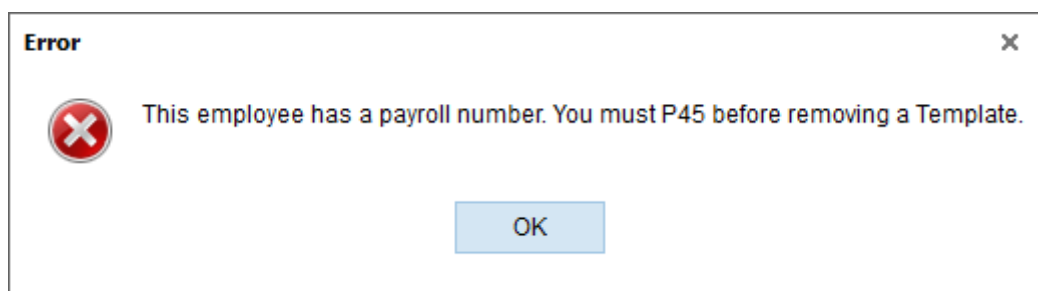 Error
This employee has a payroll number. You must P45 before removing a Template.
OK